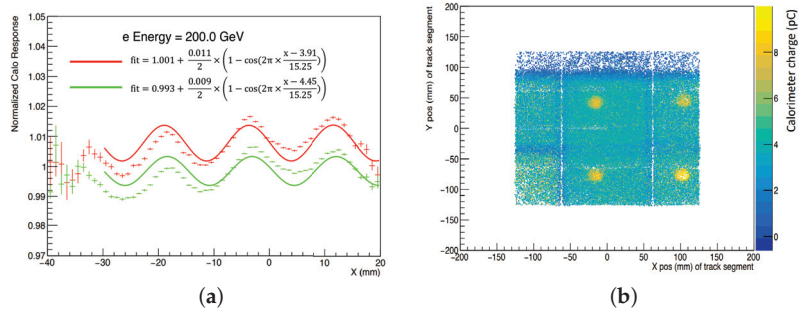 Normalized Calo Response
1.05
1.04
1.03
1.02
1.01
1
0.99
0.98
0.97
e Energy = 200.0 GeV
fit = 1.001 + 0.011/2 × (1 − cos(2π × x − 3.91/15.25))
fit = 0.993 + 0.009/2 × (1 − cos(2π × x − 4.45/15.25))
−40 −30 −20 −10 0 10 20
X (mm)
(a)
Y pos (mm) of track segment
200
150
100
50
0
−50
−100
−150
−200
−200 −150 −100 −50 0 50 100 150 200
X pos (mm) of track segment
Calorimeter charge (pC)
8
6
4
2
0
(b)